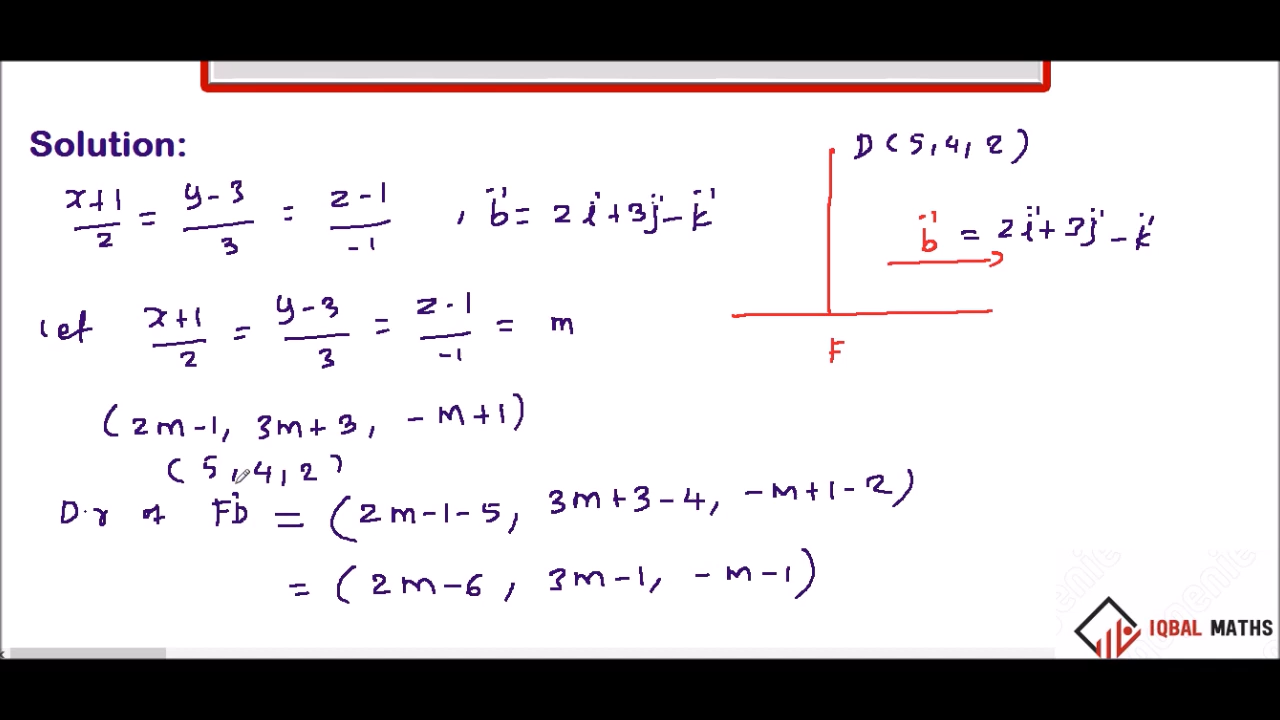 Solution:
x+1/2 = y-3/3 = z-1/-1 , b⃗ = 2i⃗+3j⃗-k⃗
let x+1/2 = y-3/3 = z-1/-1 = m
(2m-1, 3m+3, -m+1)
(5,4,2)
D.r of FD⃗ = (2m-1-5, 3m+3-4, -m+1-2)
= (2m-6, 3m-1, -m-1)
D(5,4,2)
b⃗ = 2i⃗+3j⃗-k⃗
F
IQBAL MATHS